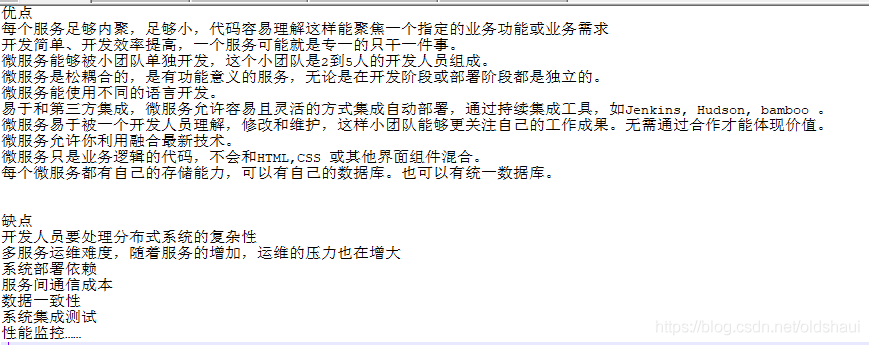 优点
每个服务足够内聚，足够小，代码容易理解这样能聚焦一个指定的业务功能或业务需求
开发简单、开发效率提高，一个服务可能就是专一的只干一件事。
微服务能够被小团队单独开发，这个小团队是2到5人的开发人员组成。
微服务是松耦合的，是有功能意义的服务，无论是在开发阶段或部署阶段都是独立的。
微服务能使用不同的语言开发。
易于和第三方集成，微服务允许容易且灵活的方式集成自动部署，通过持续集成工具，如Jenkins, Hudson, bamboo 。
微服务易于被一个开发人员理解，修改和维护，这样小团队能够更关注自己的工作成果。无需通过合作才能体现价值。
微服务允许你利用融合最新技术。
微服务只是业务逻辑的代码，不会和HTML,CSS 或其他界面组件混合。
每个微服务都有自己的存储能力，可以有自己的数据库。也可以有统一数据库。
缺点
开发人员要处理分布式系统的复杂性
多服务运维难度，随着服务的增加，运维的压力也在增大
系统部署依赖
服务间通信成本
数据一致性
系统集成测试
性能监控……
https://blog.csdn.net/oldshaui